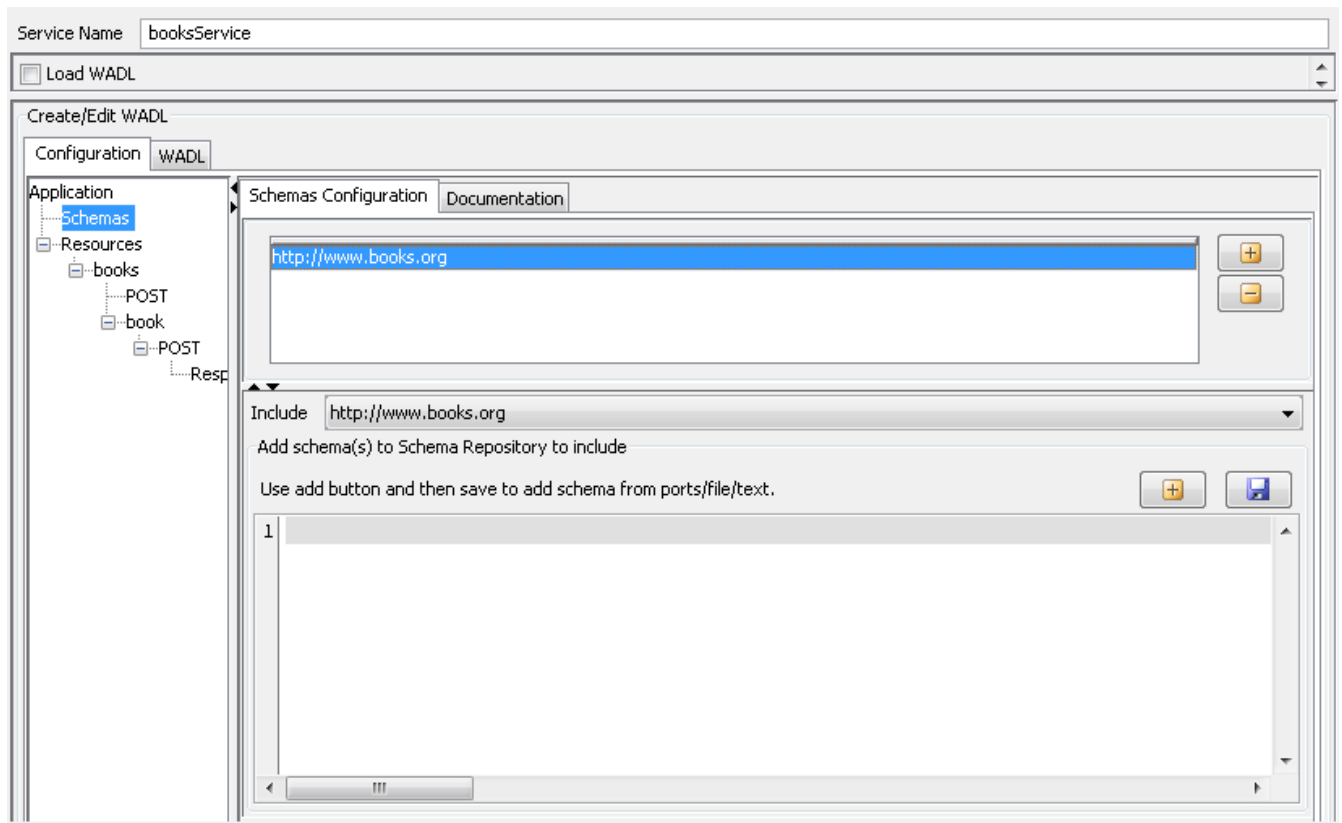 Service Name booksService
Load WADL
Create/Edit WADL
Configuration WADL
Application
Schemas
Resources
books
POST
book
POST
Resp
Schemas Configuration Documentation
http://www.books.org
Include http://www.books.org
Add schema(s) to Schema Repository to include
Use add button and then save to add schema from ports/file/text.
1